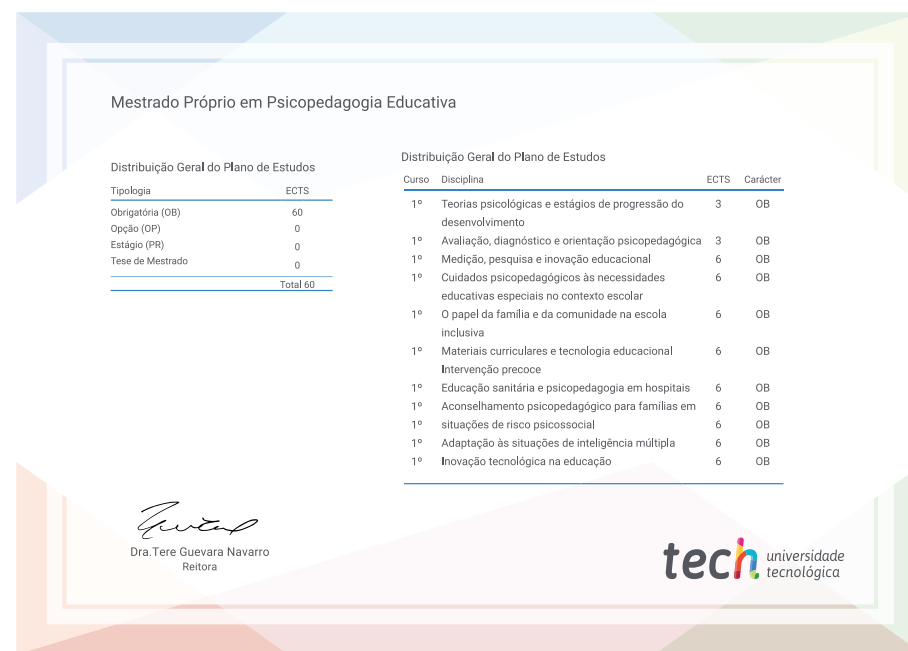 Mestrado Próprio em Psicopedagogia Educativa
Distribuição Geral do Plano de Estudos
Tipologia ECTS
Obrigatória (OB) 60
Opção (OP) 0
Estágio (PR) 0
Tese de Mestrado 0
Total 60
Distribuição Geral do Plano de Estudos
Curso Disciplina ECTS Carácter
1º Teorias psicológicas e estágios de progressão do 3 OB
desenvolvimento
1º Avaliação, diagnóstico e orientação psicopedagógica 3 OB
1º Medição, pesquisa e inovação educacional 6 OB
1º Cuidados psicopedagógicos às necessidades 6 OB
educativas especiais no contexto escolar
1º O papel da família e da comunidade na escola 6 OB
inclusiva
1º Materiais curriculares e tecnologia educacional 6 OB
Intervenção precoce
1º Educação sanitária e psicopedagogia em hospitais 6 OB
1º Aconselhamento psicopedagógico para famílias em 6 OB
1º situações de risco psicossocial 6 OB
1º Adaptação às situações de inteligência múltipla 6 OB
1º Inovação tecnológica na educação 6 OB
Dra.Tere Guevara Navarro
Reitora
tech universidade
tecnológica